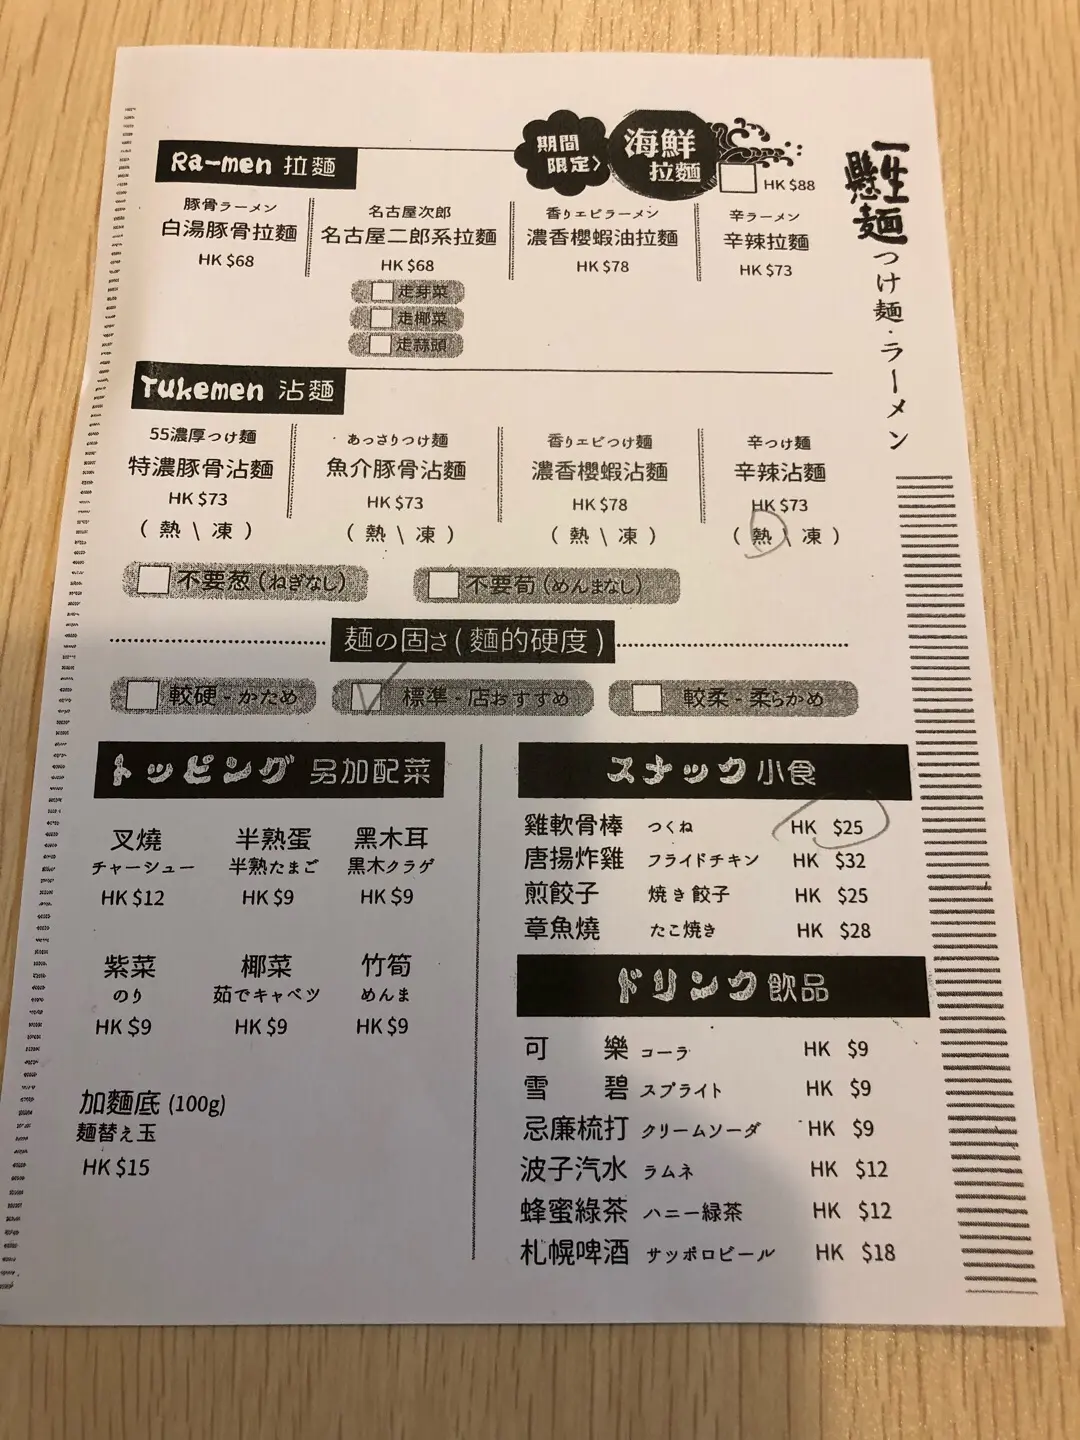 期間
限定
海鮮
拉麵
HK $88
一生
懸麺
つけ麺・ラーメン
Ra-men 拉麵
豚骨ラーメン
白湯豚骨拉麵
HK $68
名古屋次郎
名古屋二郎系拉麵
HK $68
走芽菜
走椰菜
走蒜頭
香りエビラーメン
濃香櫻蝦油拉麵
HK $78
辛ラーメン
辛辣拉麵
HK $73
Tukemen 沾麵
55濃厚つけ麺
特濃豚骨沾麵
HK $73
( 熱 \ 凍 )
あっさりつけ麺
魚介豚骨沾麵
HK $73
( 熱 \ 凍 )
香りエビつけ麺
濃香櫻蝦沾麵
HK $78
( 熱 \ 凍 )
辛つけ麺
辛辣沾麵
HK $73
( 熱 \ 凍 )
不要葱 (ねぎなし)
不要荀 (めんまなし)
麺の固さ ( 麵的硬度 )
較硬 - かため
標準 - 店おすすめ
較柔 - 柔らかめ
トッピング 另加配菜
叉燒
チャーシュー
HK $12
半熟蛋
半熟たまご
HK $9
黑木耳
黒木クラゲ
HK $9
紫菜
のり
HK $9
椰菜
茹でキャベツ
HK $9
竹筍
めんま
HK $9
加麵底 (100g)
麺替え玉
HK $15
スナック 小食
雞軟骨棒 つくね HK $25
唐揚炸雞 フライドチキン HK $32
煎餃子 焼き餃子 HK $25
章魚燒 たこ焼き HK $28
ドリンク 飲品
可樂 コーラ HK $9
雪碧 スプライト HK $9
忌廉梳打 クリームソーダ HK $9
波子汽水 ラムネ HK $12
蜂蜜綠茶 ハニー緑茶 HK $12
札幌啤酒 サッポロビール HK $18